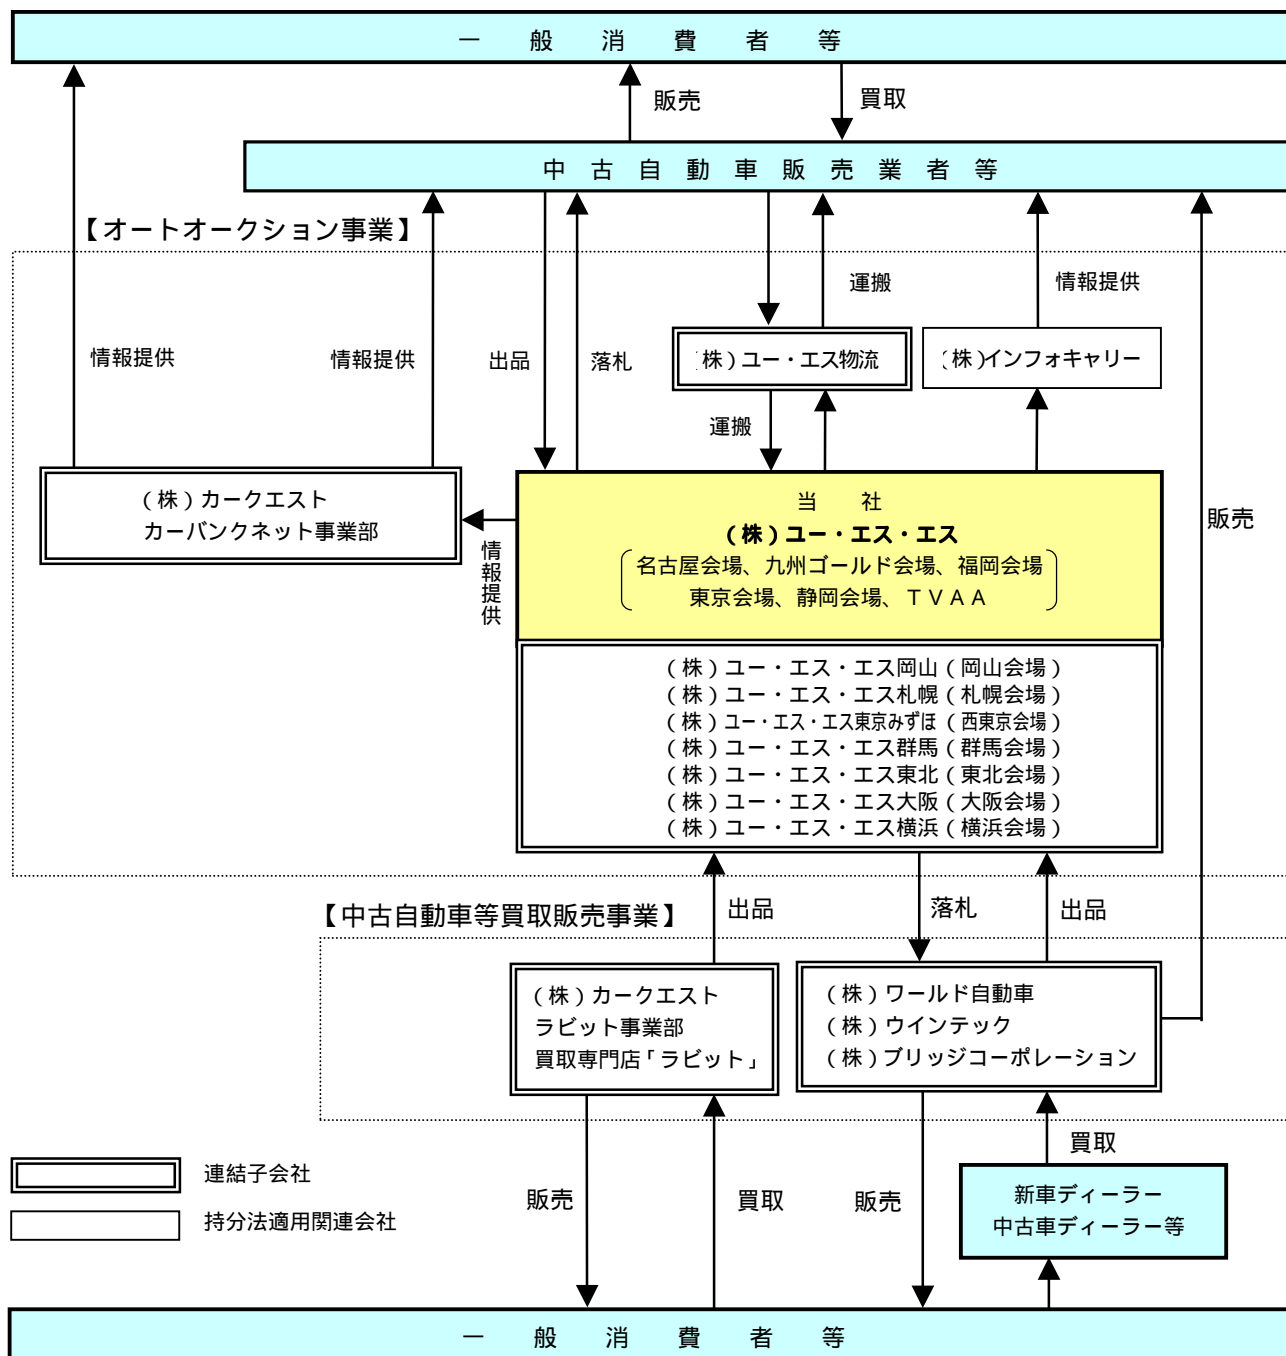 一般消費者等
販売
買取
中古自動車販売業者等
【オートオークション事業】
運搬
情報提供
情報提供
情報提供
出品
落札
(株)ユー・エス物流
(株)インフォキャリー
運搬
(株)カークエスト
カーバンクネット事業部
情報提供
当社
(株)ユー・エス・エス
名古屋会場、九州ゴールド会場、福岡会場
東京会場、静岡会場、TVAA
販売
(株)ユー・エス・エス岡山(岡山会場)
(株)ユー・エス・エス札幌(札幌会場)
(株)ユー・エス・エス東京みずほ(西東京会場)
(株)ユー・エス・エス群馬(群馬会場)
(株)ユー・エス・エス東北(東北会場)
(株)ユー・エス・エス大阪(大阪会場)
(株)ユー・エス・エス横浜(横浜会場)
【中古自動車等買取販売事業】
出品
落札
出品
(株)カークエスト
ラビット事業部
買取専門店「ラビット」
(株)ワールド自動車
(株)ウインテック
(株)ブリッジコーポレーション
買取
連結子会社
持分法適用関連会社
販売
買取
販売
新車ディーラー
中古車ディーラー等
一般消費者等